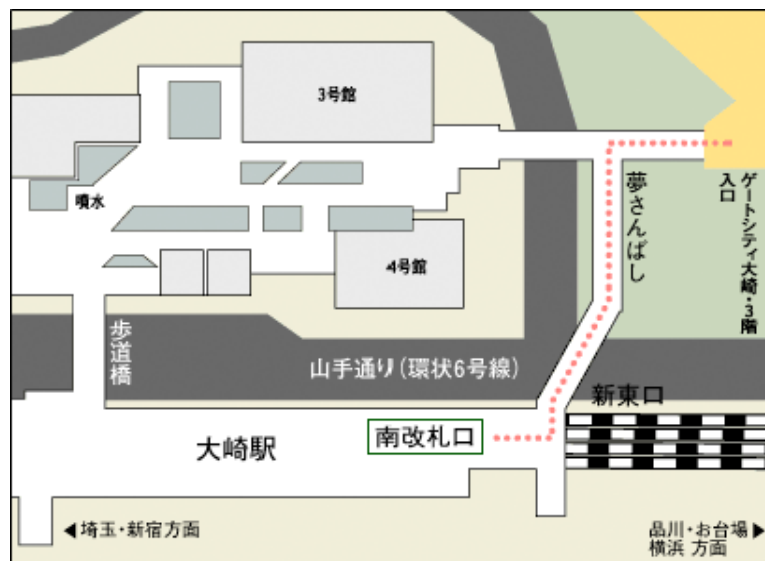 3号館
噴水
4号館
夢さんばし
ゲートシティ大崎・3階
入口
歩道橋
山手通り(環状6号線)
新東口
南改札口
大崎駅
◀埼玉・新宿方面
品川・お台場▶
横浜 方面